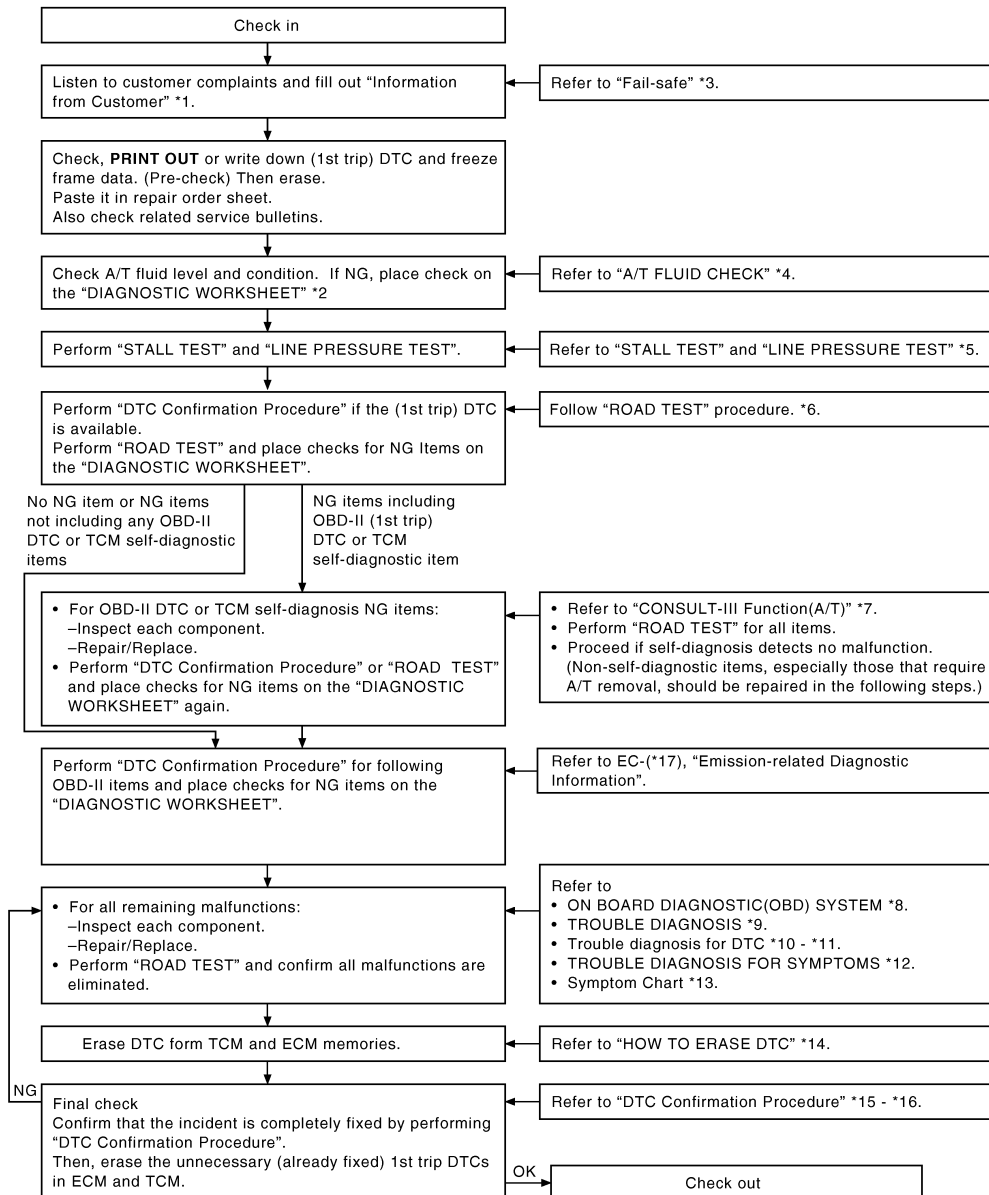 Check in
Listen to customer complaints and fill out “Information
from Customer” *1.
Refer to “Fail-safe” *3.
Check, PRINT OUT or write down (1st trip) DTC and freeze
frame data. (Pre-check) Then erase.
Paste it in repair order sheet.
Also check related service bulletins.
Check A/T fluid level and condition. If NG, place check on
the “DIAGNOSTIC WORKSHEET” *2
Refer to “A/T FLUID CHECK” *4.
Perform “STALL TEST” and “LINE PRESSURE TEST”.
Refer to “STALL TEST” and “LINE PRESSURE TEST” *5.
Perform “DTC Confirmation Procedure” if the (1st trip) DTC
is available.
Perform “ROAD TEST” and place checks for NG Items on
the “DIAGNOSTIC WORKSHEET”.
Follow “ROAD TEST” procedure. *6.
No NG item or NG items
not including any OBD-II
DTC or TCM self-diagnostic
items
NG items including
OBD-II (1st trip)
DTC or TCM
self-diagnostic item
• For OBD-II DTC or TCM self-diagnosis NG items:
–Inspect each component.
–Repair/Replace.
• Perform “DTC Confirmation Procedure” or “ROAD TEST”
and place checks for NG items on the “DIAGNOSTIC
WORKSHEET” again.
• Refer to “CONSULT-III Function(A/T)” *7.
• Perform “ROAD TEST” for all items.
• Proceed if self-diagnosis detects no malfunction.
(Non-self-diagnostic items, especially those that require
A/T removal, should be repaired in the following steps.)
Perform “DTC Confirmation Procedure” for following
OBD-II items and place checks for NG items on the
“DIAGNOSTIC WORKSHEET”.
Refer to EC-(*17), “Emission-related Diagnostic
Information”.
• For all remaining malfunctions:
–Inspect each component.
–Repair/Replace.
• Perform “ROAD TEST” and confirm all malfunctions are
eliminated.
Refer to
• ON BOARD DIAGNOSTIC(OBD) SYSTEM *8.
• TROUBLE DIAGNOSIS *9.
• Trouble diagnosis for DTC *10 - *11.
• TROUBLE DIAGNOSIS FOR SYMPTOMS *12.
• Symptom Chart *13.
Erase DTC form TCM and ECM memories.
Refer to “HOW TO ERASE DTC” *14.
NG
Final check
Confirm that the incident is completely fixed by performing
“DTC Confirmation Procedure”.
Then, erase the unnecessary (already fixed) 1st trip DTCs
in ECM and TCM.
Refer to “DTC Confirmation Procedure” *15 - *16.
OK
Check out